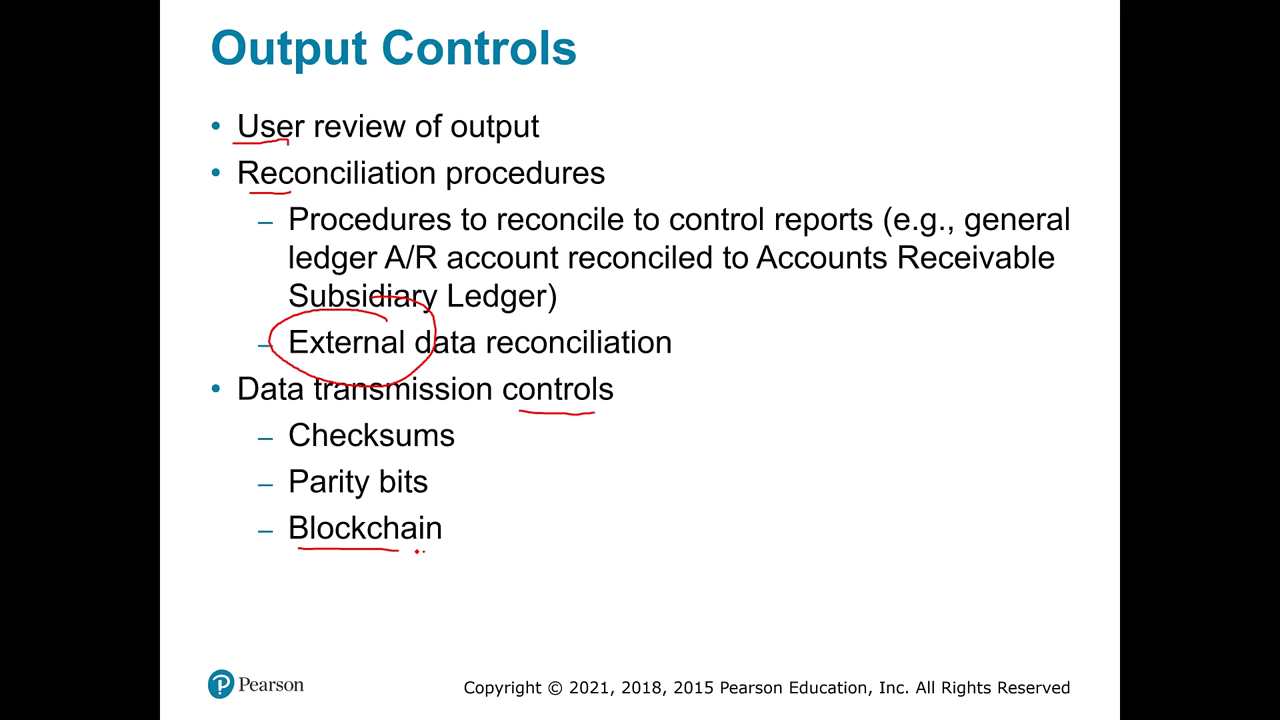 Output Controls
• User review of output
• Reconciliation procedures
– Procedures to reconcile to control reports (e.g., general
ledger A/R account reconciled to Accounts Receivable
Subsidiary Ledger)
– External data reconciliation
• Data transmission controls
– Checksums
– Parity bits
– Blockchain
Pearson
Copyright © 2021, 2018, 2015 Pearson Education, Inc. All Rights Reserved